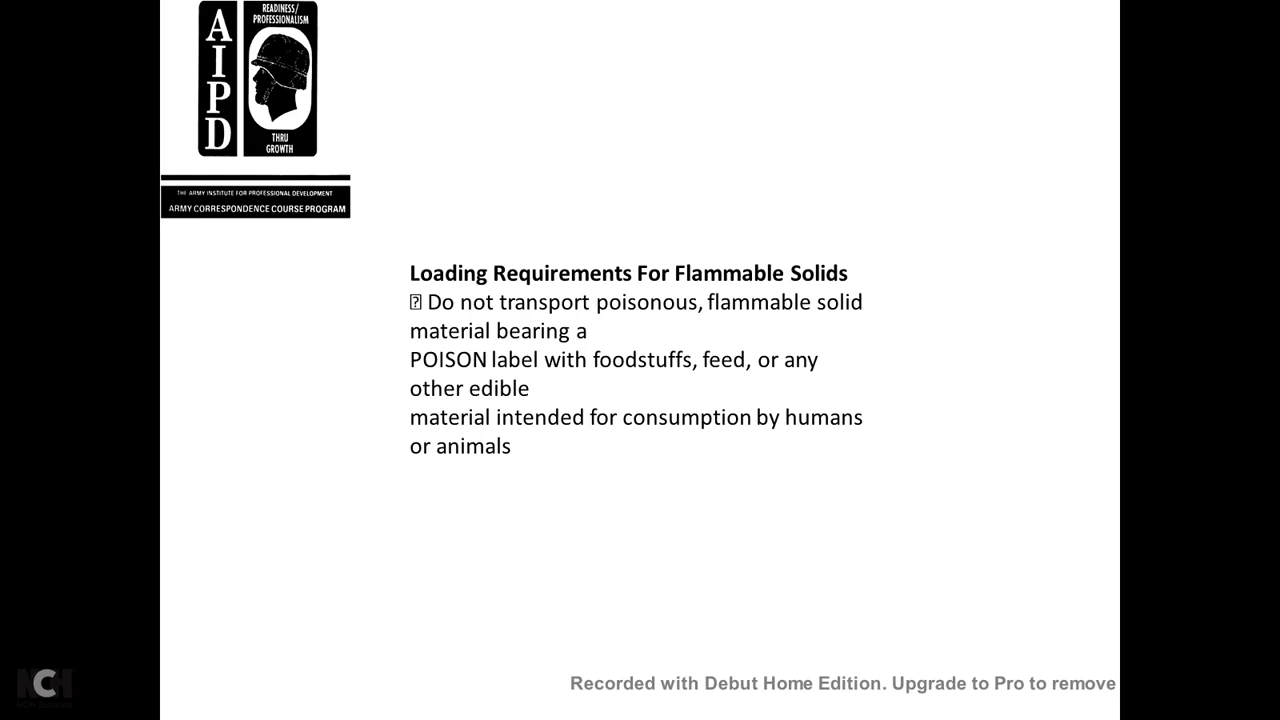 AIPD
READINESS/
PROFESSIONALISM
THRU
GROWTH
THE ARMY INSTITUTE FOR PROFESSIONAL DEVELOPMENT
ARMY CORRESPONDENCE COURSE PROGRAM
Loading Requirements For Flammable Solids
⍰ Do not transport poisonous, flammable solid
material bearing a
POISON label with foodstuffs, feed, or any
other edible
material intended for consumption by humans
or animals
NCH
Recorded with Debut Home Edition. Upgrade to Pro to remove